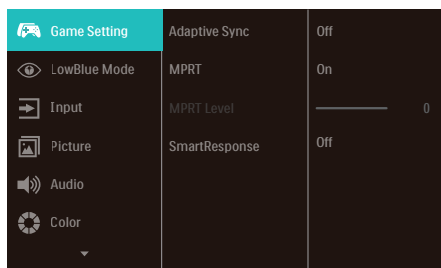 Game Setting
Adaptive Sync
Off
LowBlue Mode
MPRT
On
Input
MPRT Level
0
Picture
SmartResponse
Off
Audio
Color